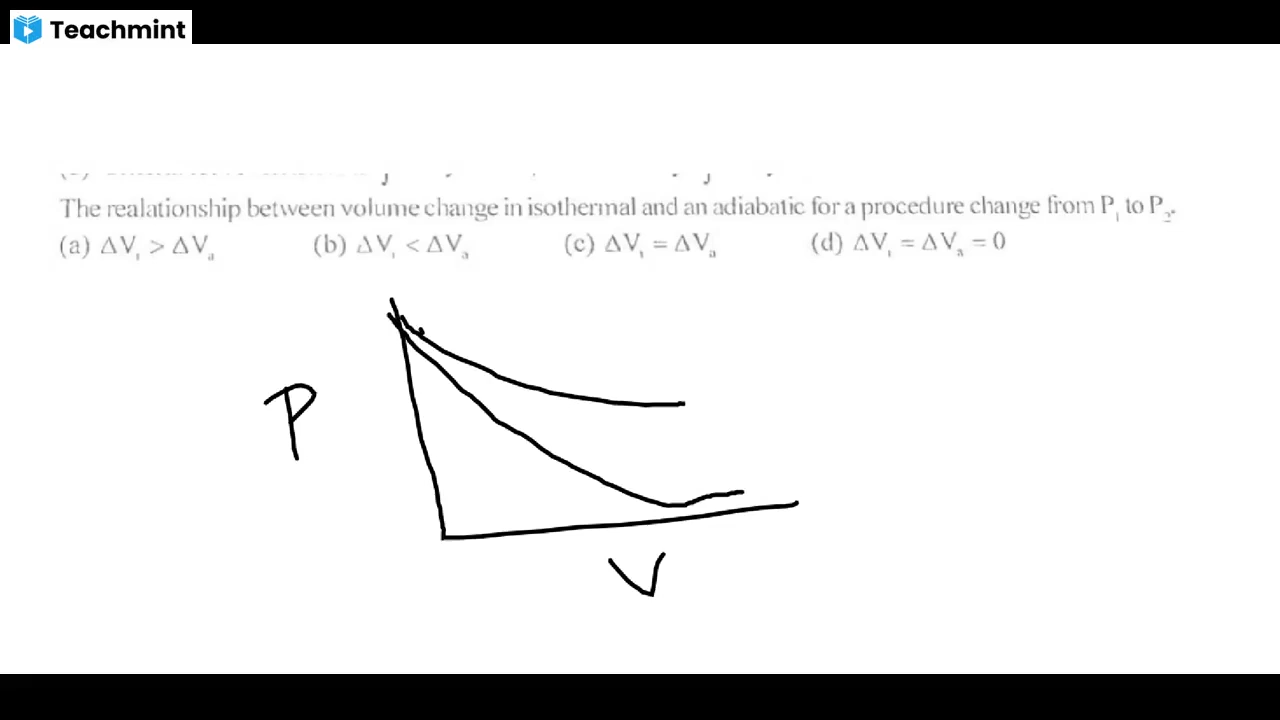 Teachmint
The realationship between volume change in isothermal and an adiabatic for a procedure change from P₁ to P₂.
(a) ΔVᵢ > ΔVₐ (b) ΔVᵢ < ΔVₐ (c) ΔVᵢ = ΔVₐ (d) ΔVᵢ = ΔVₐ = 0
P
V